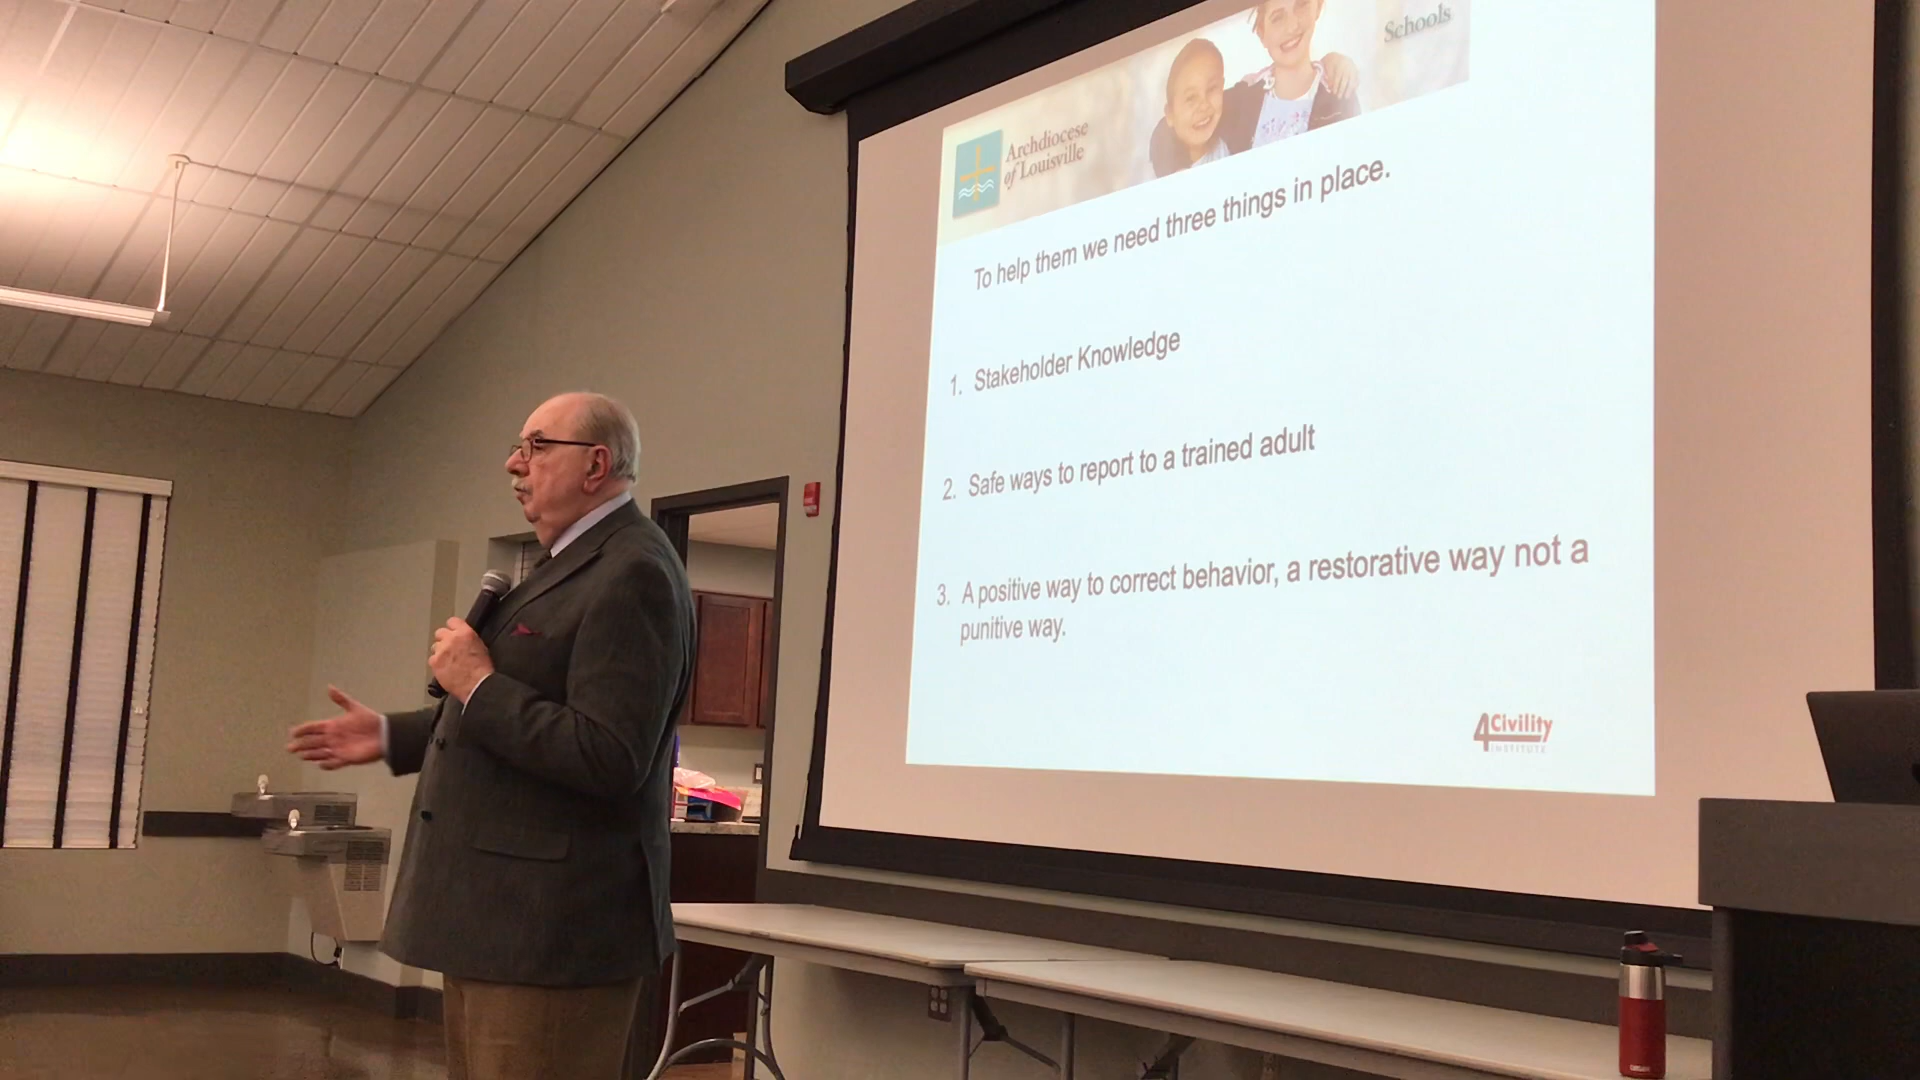 Schools
Archdiocese
of Louisville
To help them we need three things in place.
1. Stakeholder Knowledge
2. Safe ways to report to a trained adult
3. A positive way to correct behavior, a restorative way not a
punitive way.
4Civility
INSTITUTE